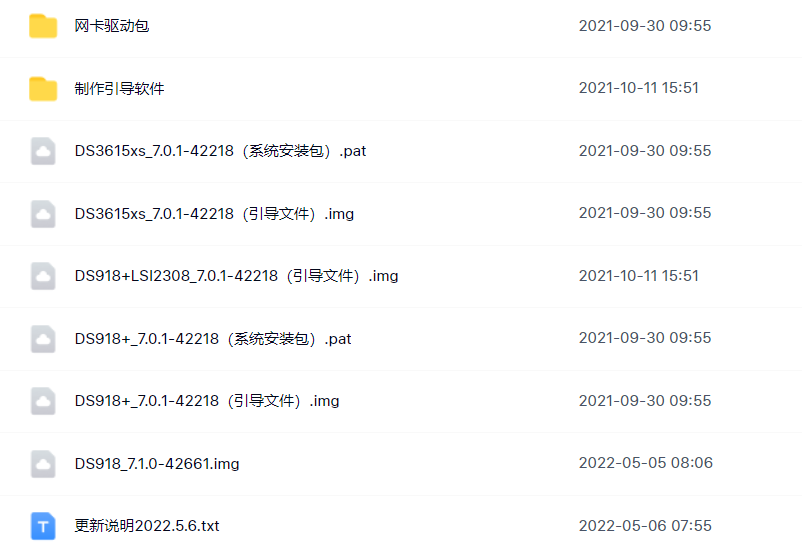 网卡驱动包 2021-09-30 09:55
制作引导软件 2021-10-11 15:51
DS3615xs_7.0.1-42218（系统安装包）.pat 2021-09-30 09:55
DS3615xs_7.0.1-42218（引导文件）.img 2021-09-30 09:55
DS918+LSI2308_7.0.1-42218（引导文件）.img 2021-10-11 15:51
DS918+_7.0.1-42218（系统安装包）.pat 2021-09-30 09:55
DS918+_7.0.1-42218（引导文件）.img 2021-09-30 09:55
DS918_7.1.0-42661.img 2022-05-05 08:06
T 更新说明2022.5.6.txt 2022-05-06 07:55